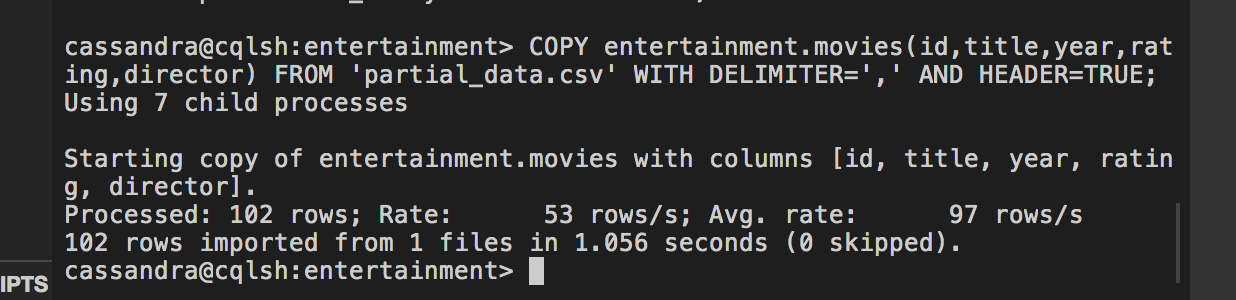 cassandra@cqlsh:entertainment> COPY entertainment.movies(id,title,year,rat
ing,director) FROM 'partial_data.csv' WITH DELIMITER=',' AND HEADER=TRUE;
Using 7 child processes
Starting copy of entertainment.movies with columns [id, title, year, ratin
g, director].
Processed: 102 rows; Rate:      53 rows/s; Avg. rate:      97 rows/s
102 rows imported from 1 files in 1.056 seconds (0 skipped).
cassandra@cqlsh:entertainment>
IPTS